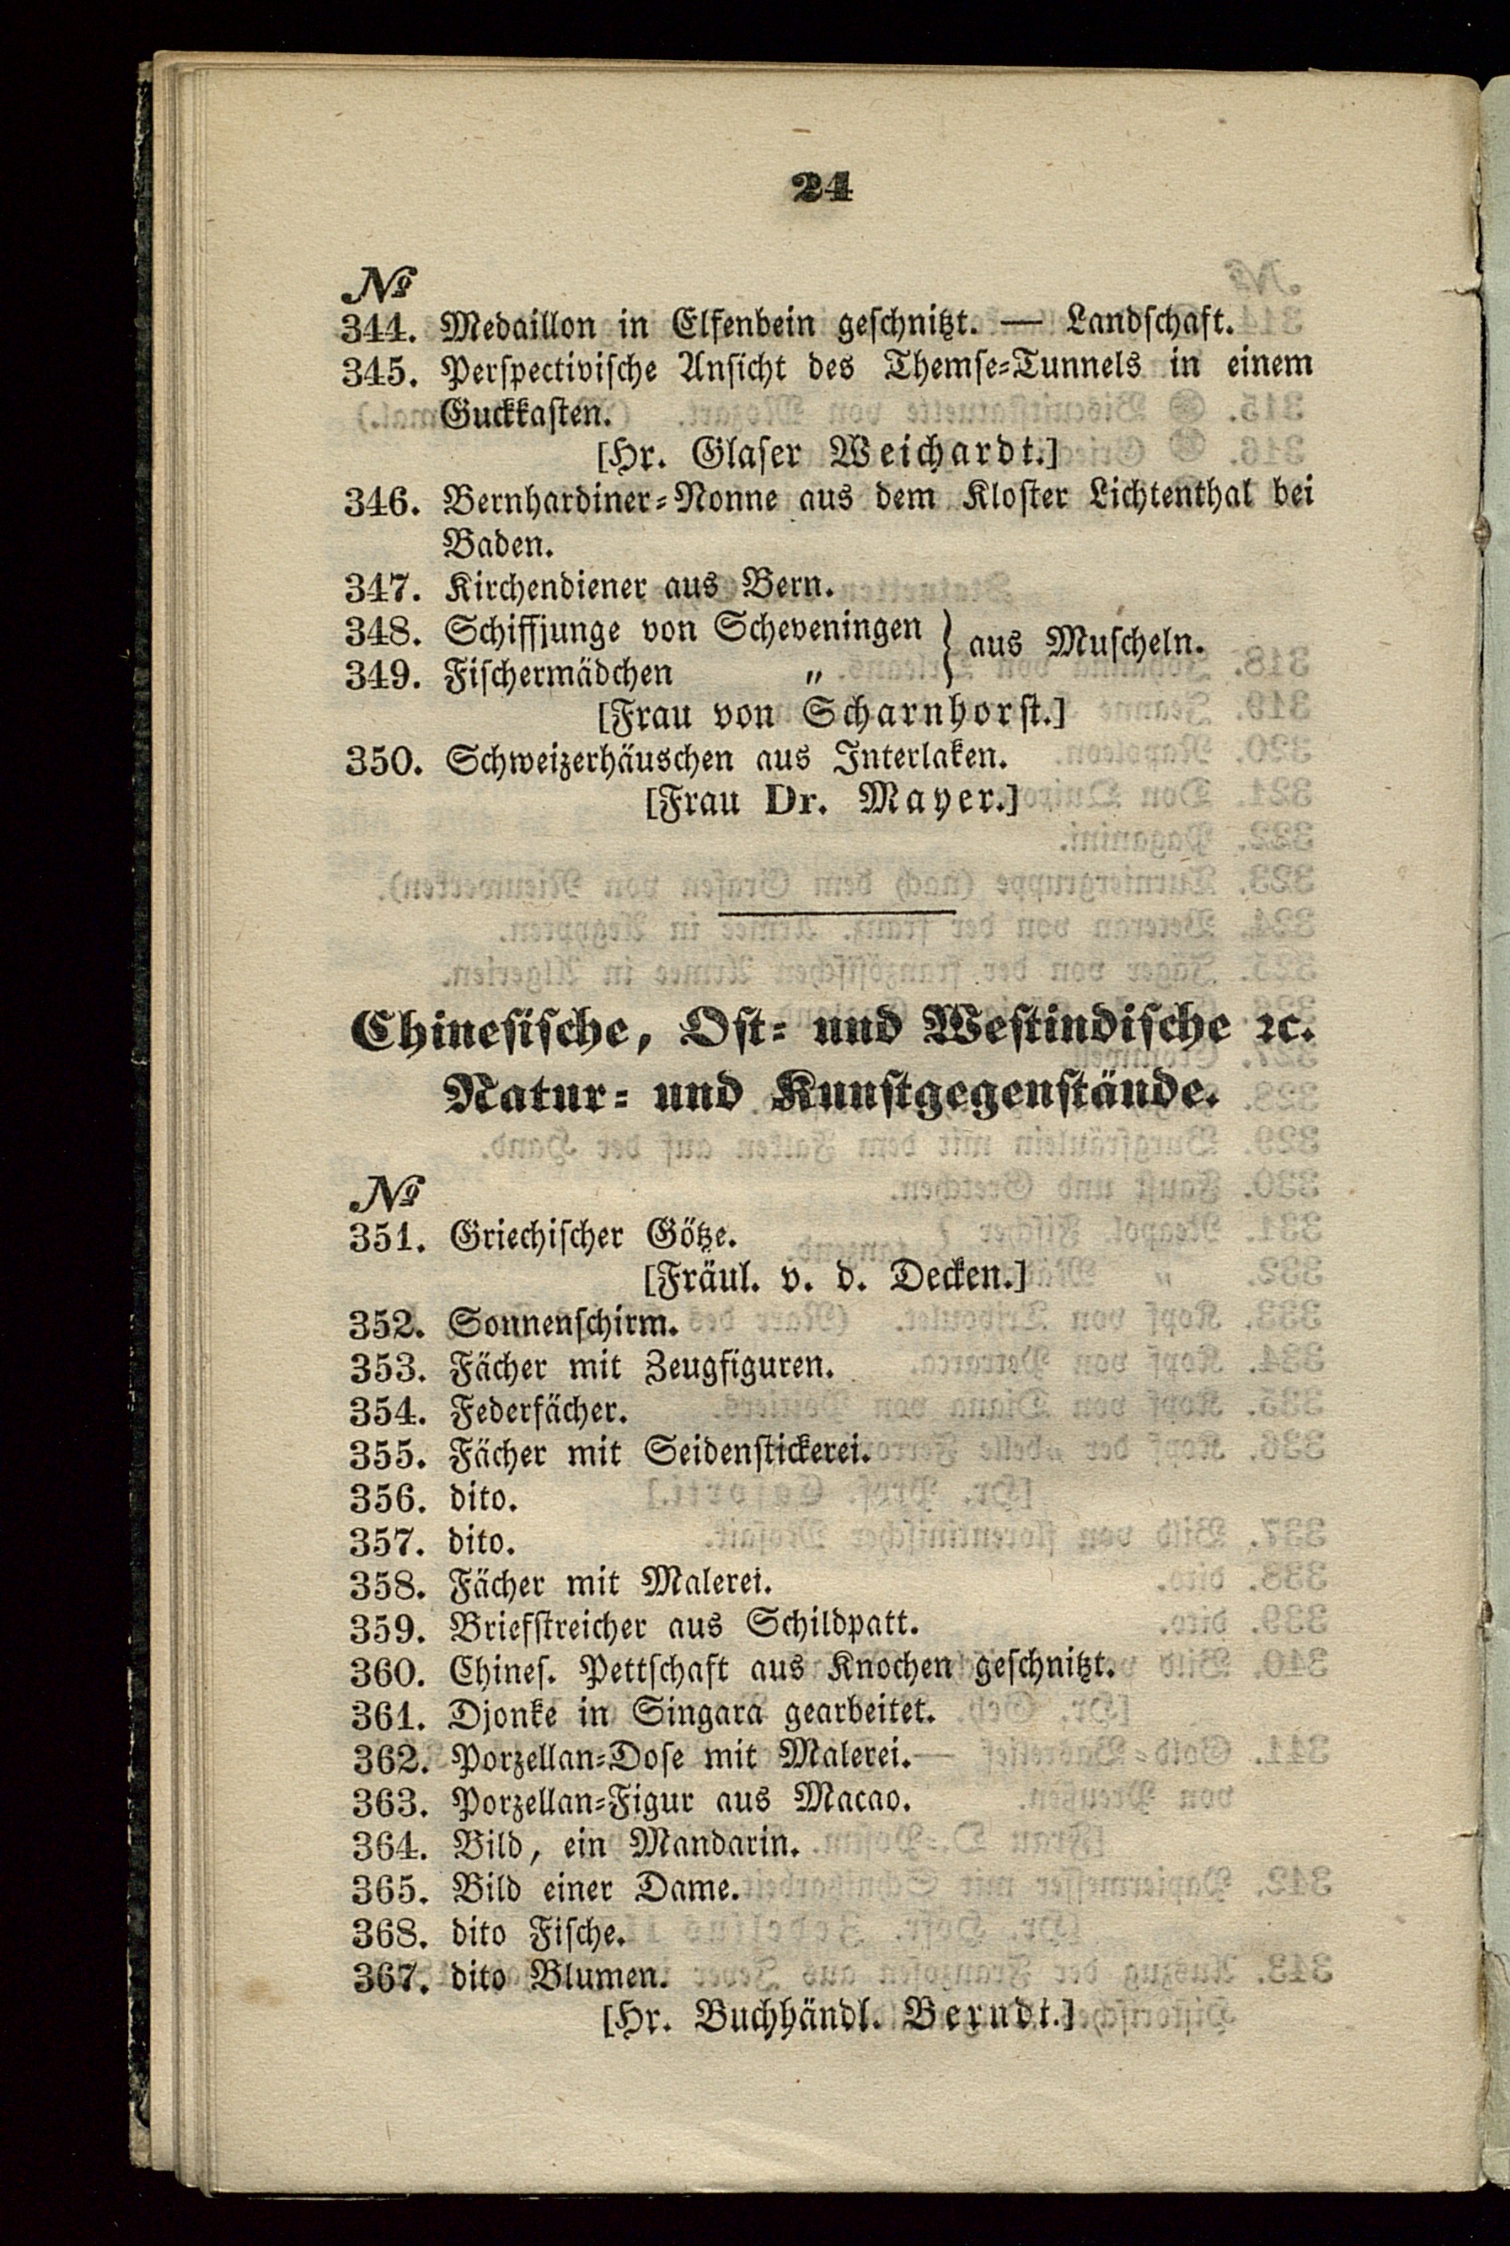 24
№
344. Medaillon in Elfenbein geschnitzt. — Landschaft.
345. Perspectivische Ansicht des Themse-Tunnels in einem
Guckkasten.
[Hr. Glaser Weichardt.]
346. Bernhardiner-Nonne aus dem Kloster Lichtenthal bei
Baden.
347. Kirchendiener aus Bern.
348. Schiffjunge von Scheveningen } aus Muscheln.
349. Fischermädchen „
[Frau von Scharnhorst.]
350. Schweizerhäuschen aus Interlaken.
[Frau Dr. Mayer.]
Chinesische, Ost- und Westindische ꝛc.
Natur- und Kunstgegenstände.
№
351. Griechischer Götze.
[Fräul. v. d. Decken.]
352. Sonnenschirm.
353. Fächer mit Zeugfiguren.
354. Federfächer.
355. Fächer mit Seidenstickerei.
356. dito.
357. dito.
358. Fächer mit Malerei.
359. Briefstreicher aus Schildpatt.
360. Chines. Pettschaft aus Knochen geschnitzt.
361. Djonke in Singara gearbeitet.
362. Porzellan-Dose mit Malerei.
363. Porzellan-Figur aus Macao.
364. Bild, ein Mandarin.
365. Bild einer Dame.
368. dito Fische.
367. dito Blumen.
[Hr. Buchhändl. Berndt.]